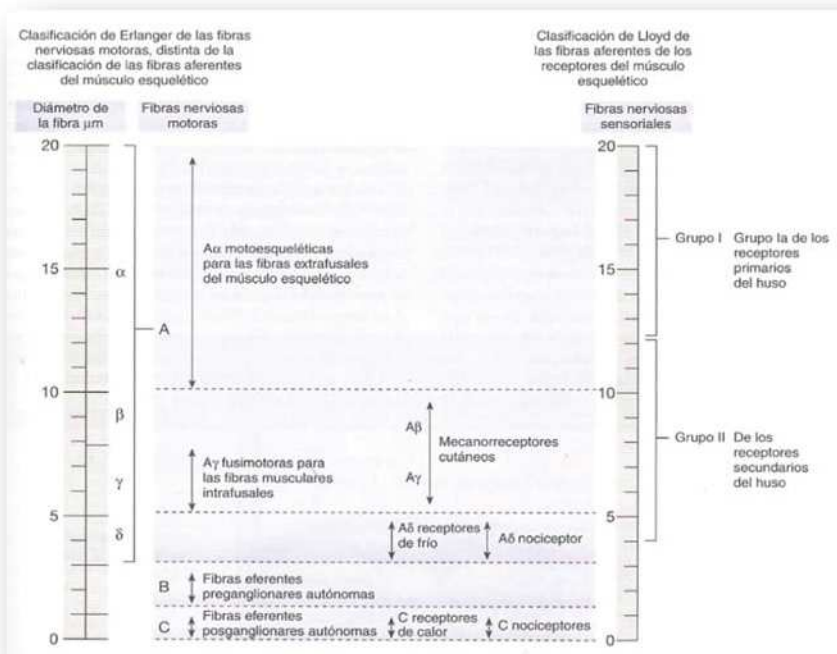 Clasificación de Erlanger de las fibras
nerviosas motoras, distinta de la
clasificación de las fibras aferentes
del músculo esquelético
Clasificación de Lloyd de
las fibras aferentes de los
receptores del músculo
esquelético
Diámetro de
la fibra μm
Fibras nerviosas
motoras
Fibras nerviosas
sensoriales
20
15
10
5
0
α
β
γ
δ
A
B
C
Aα motoesqueléticas
para las fibras extrafusales
del músculo esquelético
Aγ fusimotoras para
las fibras musculares
intrafusales
Aβ
Aγ
Mecanorreceptores
cutáneos
Aδ receptores
de frío
Aδ nociceptor
Fibras eferentes
preganglionares autónomas
Fibras eferentes
posganglionares autónomas
C receptores
de calor
C nociceptores
20
15
10
5
0
Grupo I
Grupo Ia de los
receptores
primarios
del huso
Grupo II
De los
receptores
secundarios
del huso